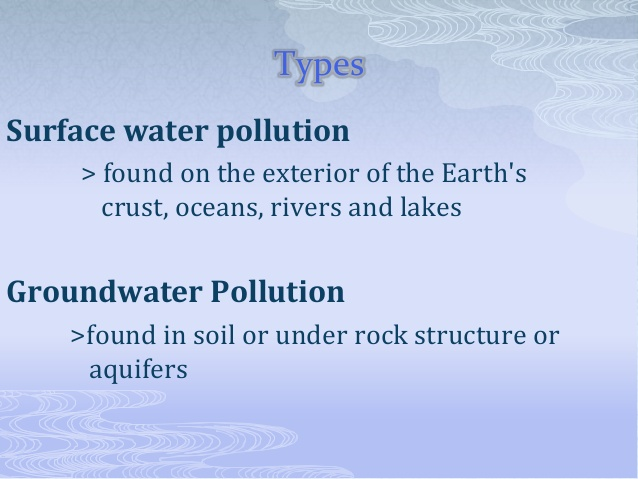 Types
Surface water pollution
> found on the exterior of the Earth's
crust, oceans, rivers and lakes
Groundwater Pollution
>found in soil or under rock structure or
aquifers